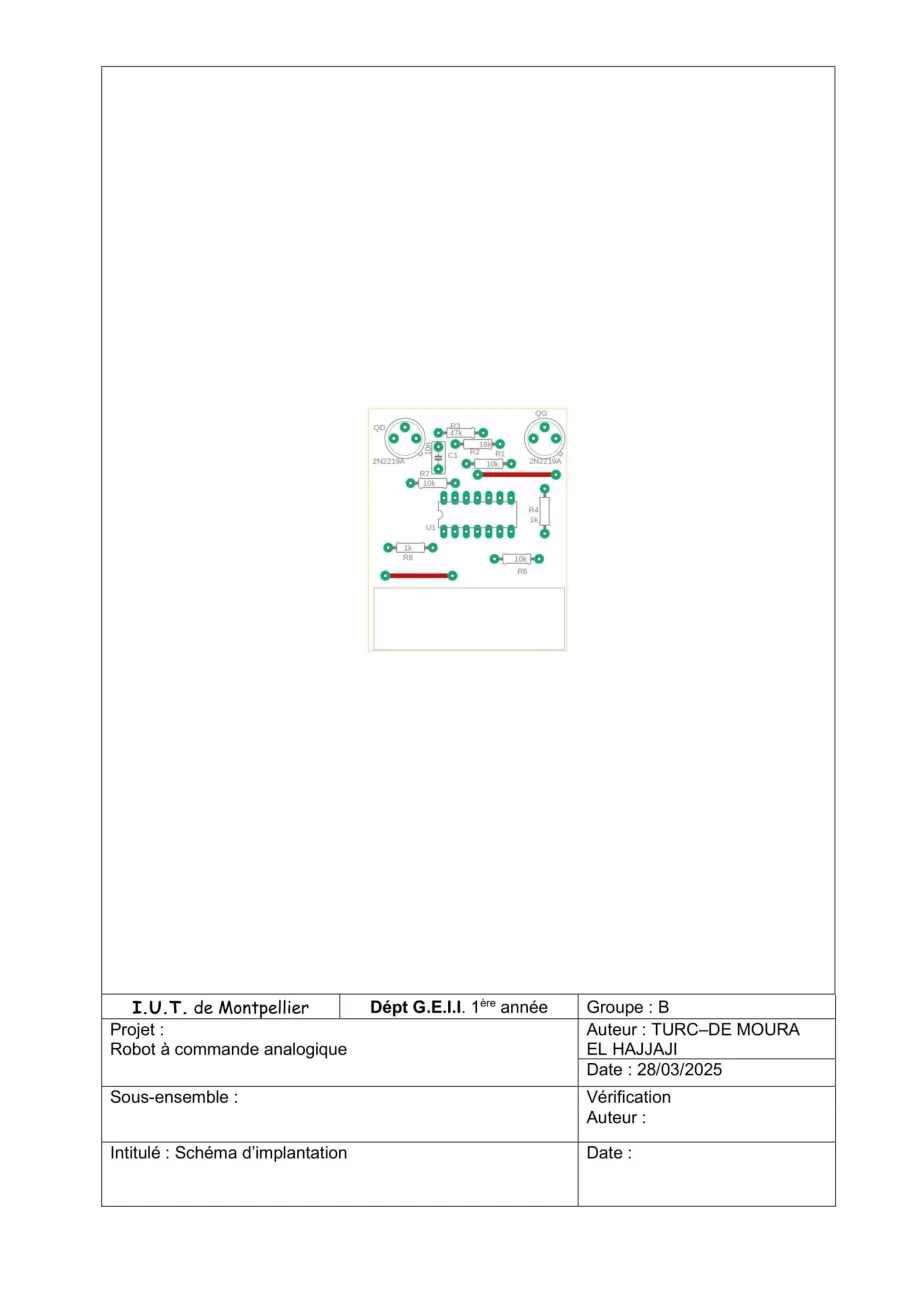 QG
QD
R3
47k
18k
10n
C1
R2
R1
2N2219A
10k
2N2219A
R7
10k
R4
1k
U1
1k
R8
10k
R6
I.U.T. de Montpellier
Dépt G.E.I.I. 1ère année
Groupe : B
Projet :
Robot à commande analogique
Auteur : TURC–DE MOURA
EL HAJJAJI
Date : 28/03/2025
Sous-ensemble :
Vérification
Auteur :
Intitulé : Schéma d’implantation
Date :